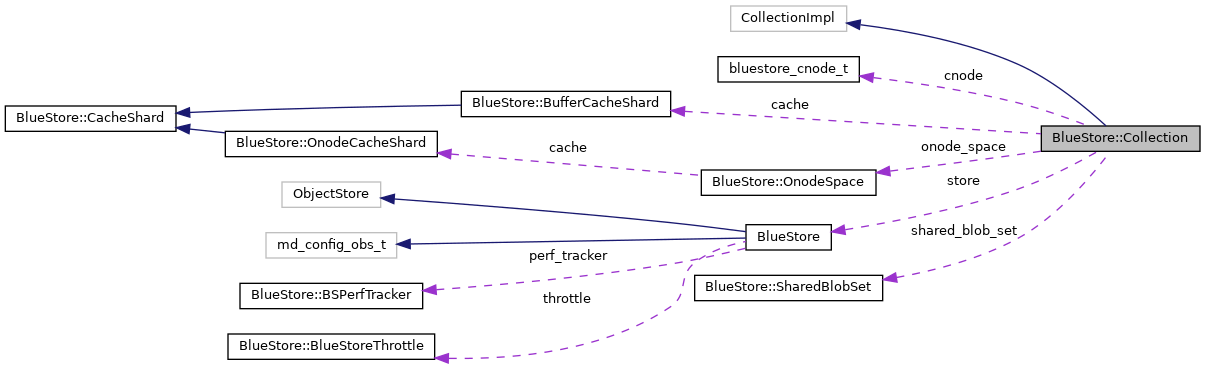 CollectionImpl
bluestore_cnode_t
cnode
BlueStore::BufferCacheShard
cache
BlueStore::CacheShard
BlueStore::Collection
BlueStore::OnodeCacheShard
cache
onode_space
BlueStore::OnodeSpace
store
ObjectStore
BlueStore
shared_blob_set
md_config_obs_t
perf_tracker
BlueStore::SharedBlobSet
BlueStore::BSPerfTracker
throttle
BlueStore::BlueStoreThrottle